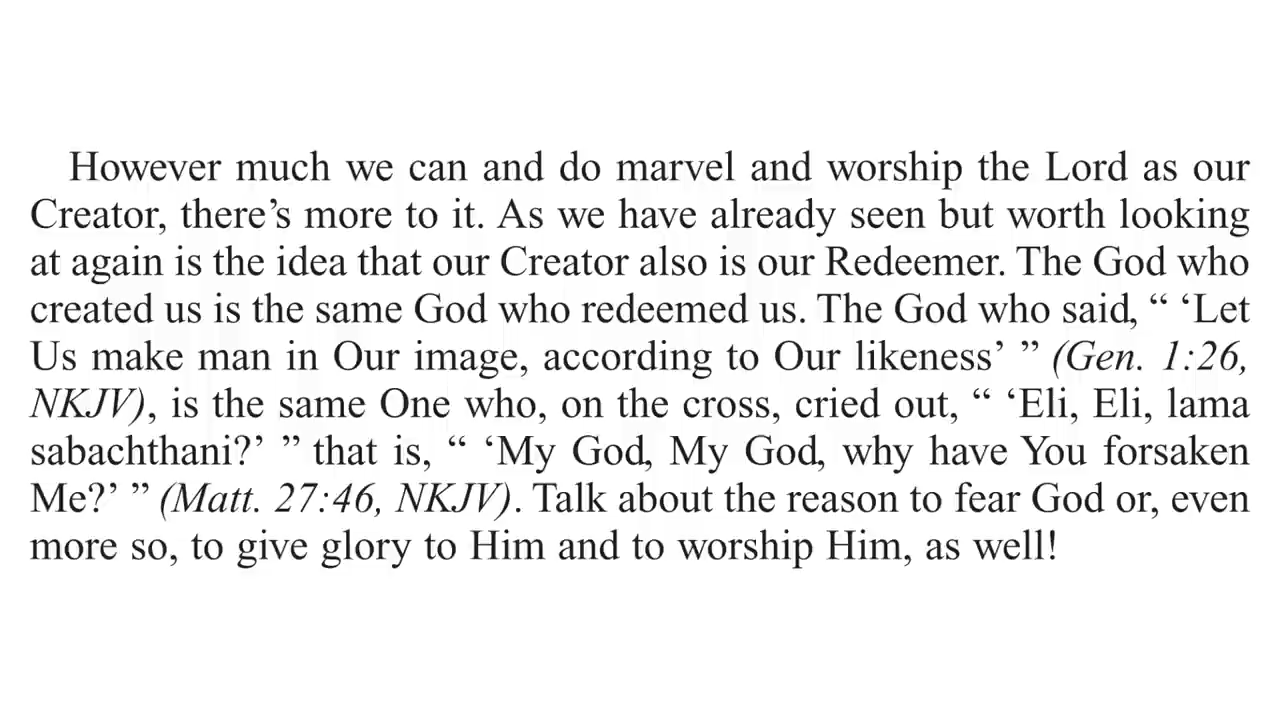 However much we can and do marvel and worship the Lord as our
Creator, there’s more to it. As we have already seen but worth looking
at again is the idea that our Creator also is our Redeemer. The God who
created us is the same God who redeemed us. The God who said, “ ‘Let
Us make man in Our image, according to Our likeness’ ” (Gen. 1:26,
NKJV), is the same One who, on the cross, cried out, “ ‘Eli, Eli, lama
sabachthani?’ ” that is, “ ‘My God, My God, why have You forsaken
Me?’ ” (Matt. 27:46, NKJV). Talk about the reason to fear God or, even
more so, to give glory to Him and to worship Him, as well!